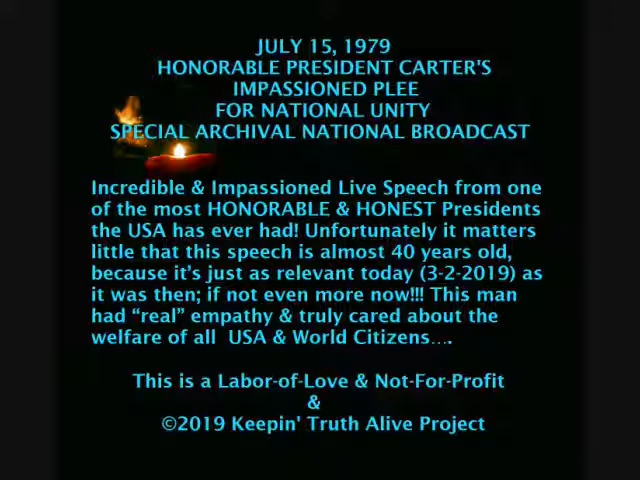 JULY 15, 1979
HONORABLE PRESIDENT CARTER'S
IMPASSIONED PLEE
FOR NATIONAL UNITY
SPECIAL ARCHIVAL NATIONAL BROADCAST
Incredible & Impassioned Live Speech from one
of the most HONORABLE & HONEST Presidents
the USA has ever had! Unfortunately it matters
little that this speech is almost 40 years old,
because it's just as relevant today (3-2-2019) as
it was then; if not even more now!!! This man
had “real” empathy & truly cared about the
welfare of all  USA & World Citizens....
This is a Labor-of-Love & Not-For-Profit
&
©2019 Keepin' Truth Alive Project